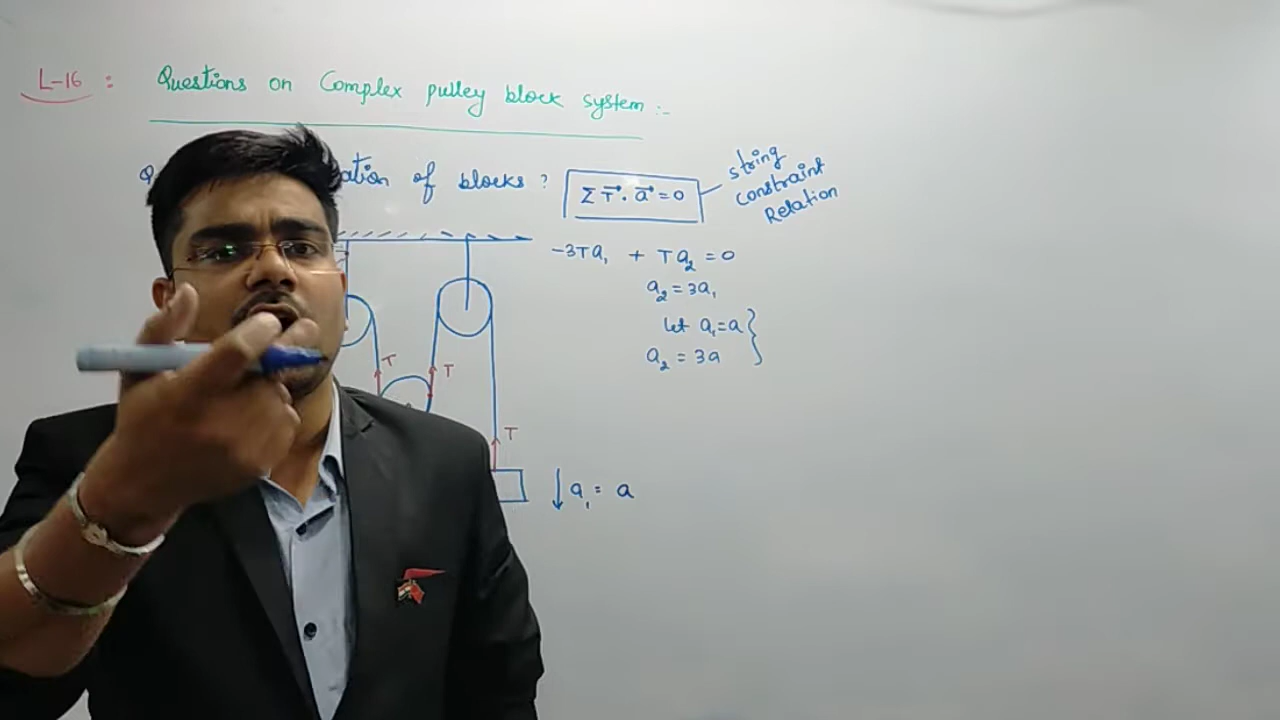 L-16 : Questions on Complex pulley block system :-
of blocks ?
Σ T⃗ . a⃗ = 0
string
constraint
Relation
-3Ta₁ + Ta₂ = 0
a₂ = 3a₁
let a₁ = a
a₂ = 3a
T
T
T
a₁ = a